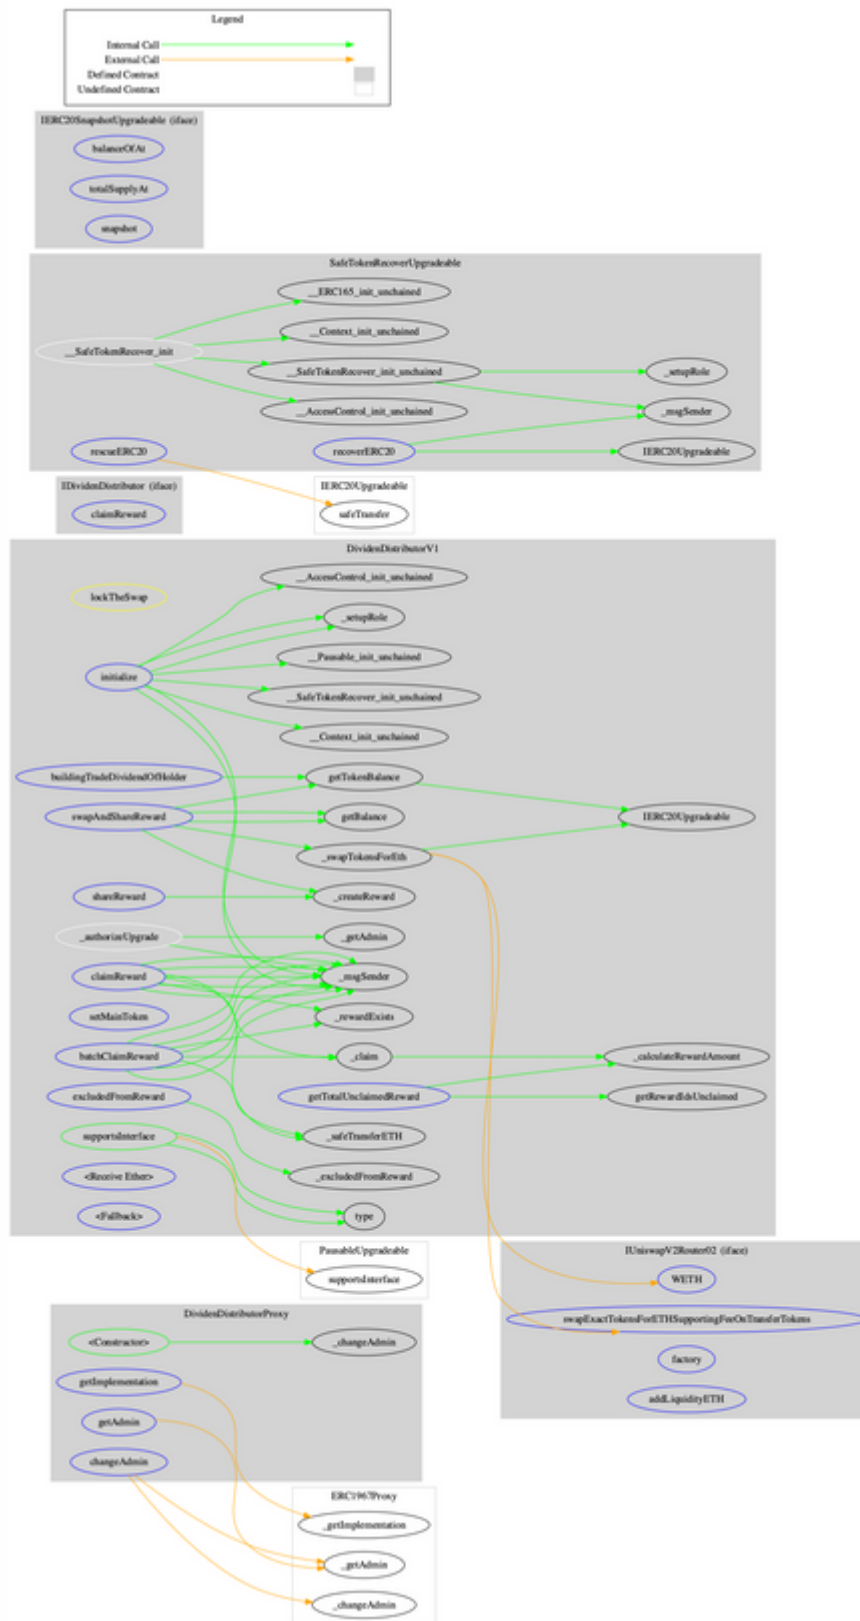 Legend
Internal Call
External Call
Defined Contract
Undefined Contract
IERC20SnapshotUpgradeable (iface)
balanceOfAt
totalSupplyAt
snapshot
SafeTokenRecoverUpgradeable
__ERC165_init_unchained
__Context_init_unchained
__SafeTokenRecover_init
__SafeTokenRecover_init_unchained
_setupRole
__AccessControl_init_unchained
_msgSender
rescueERC20
recoverERC20
IERC20Upgradeable
IDividenDistributor (iface)
claimReward
IERC20Upgradeable
safeTransfer
DividenDistributorV1
__AccessControl_init_unchained
lockTheSwap
_setupRole
__Pausable_init_unchained
initialize
__SafeTokenRecover_init_unchained
__Context_init_unchained
buildingTradeDividendOfHolder
getTokenBalance
swapAndShareReward
getBalance
IERC20Upgradeable
_swapTokensForEth
shareReward
_createReward
_authorizeUpgrade
_getAdmin
claimReward
_msgSender
setMainToken
_rewardExists
batchClaimReward
_claim
_calculateRewardAmount
excludedFromReward
getTotalUnclaimedReward
getRewardIdsUnclaimed
supportsInterface
_safeTransferETH
<Receive Ether>
_excludedFromReward
<Fallback>
type
PausableUpgradeable
supportsInterface
IUniswapV2Router02 (iface)
WETH
swapExactTokensForETHSupportingFeeOnTransferTokens
factory
addLiquidityETH
DividenDistributorProxy
<Constructor>
_changeAdmin
getImplementation
getAdmin
changeAdmin
ERC1967Proxy
_getImplementation
_getAdmin
_changeAdmin